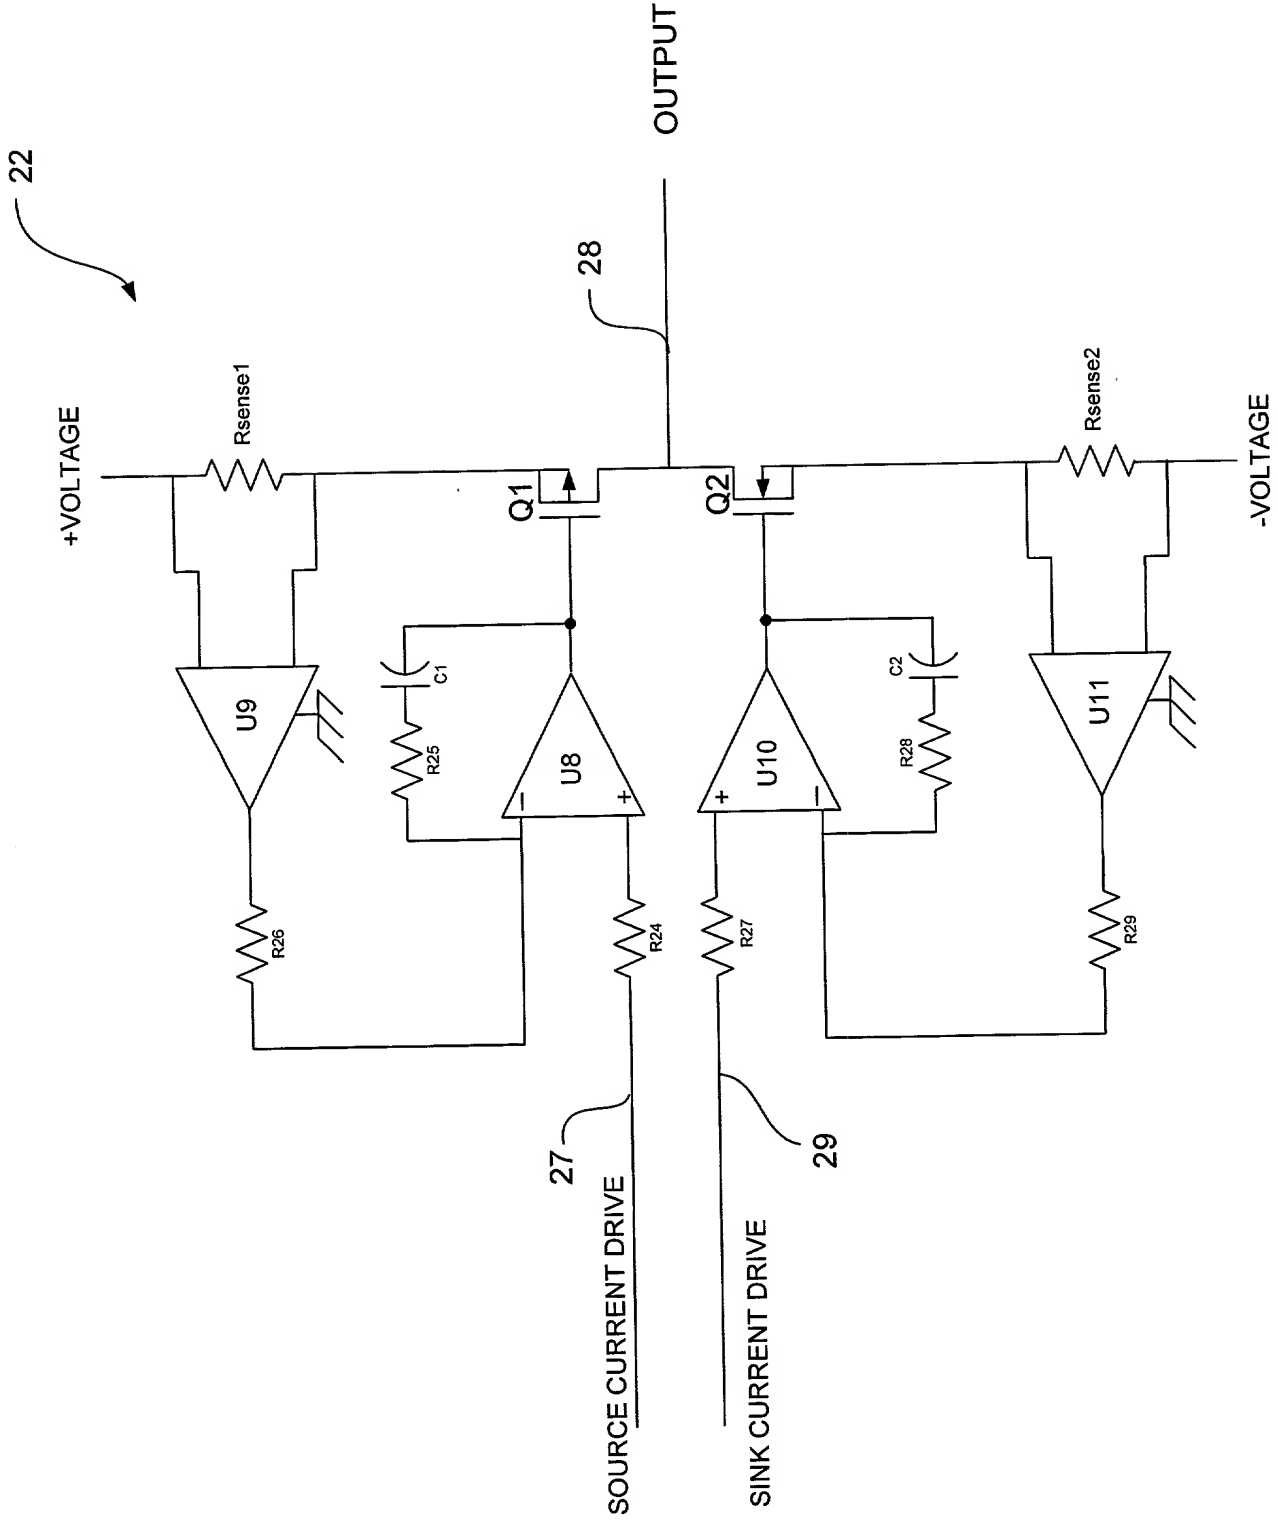 22
+VOLTAGE
Rsense1
OUTPUT
28
U9
Q1
C1
R25
U8
-
+
R26
R24
27
SOURCE CURRENT DRIVE
Q2
U10
+
-
C2
R28
R27
29
SINK CURRENT DRIVE
Rsense2
U11
R29
-VOLTAGE